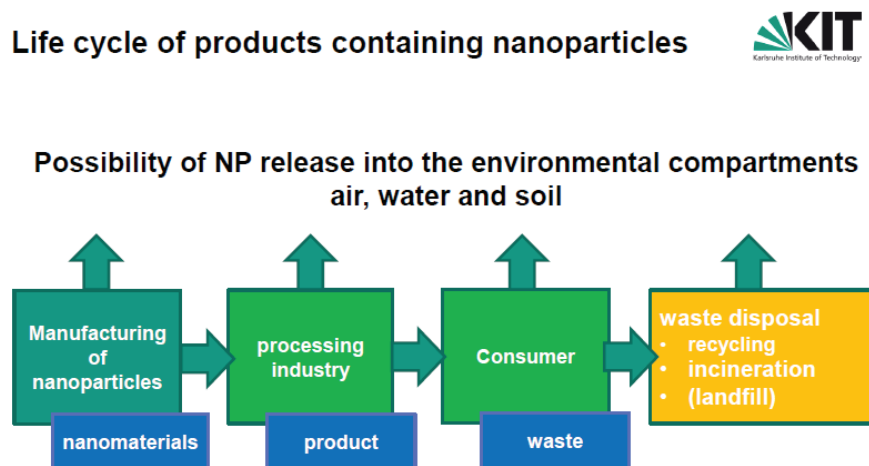 Life cycle of products containing nanoparticles
KIT
Karlsruhe Institute of Technology
Possibility of NP release into the environmental compartments
air, water and soil
Manufacturing
of
nanoparticles
nanomaterials
processing
industry
product
Consumer
waste
waste disposal
• recycling
• incineration
• (landfill)